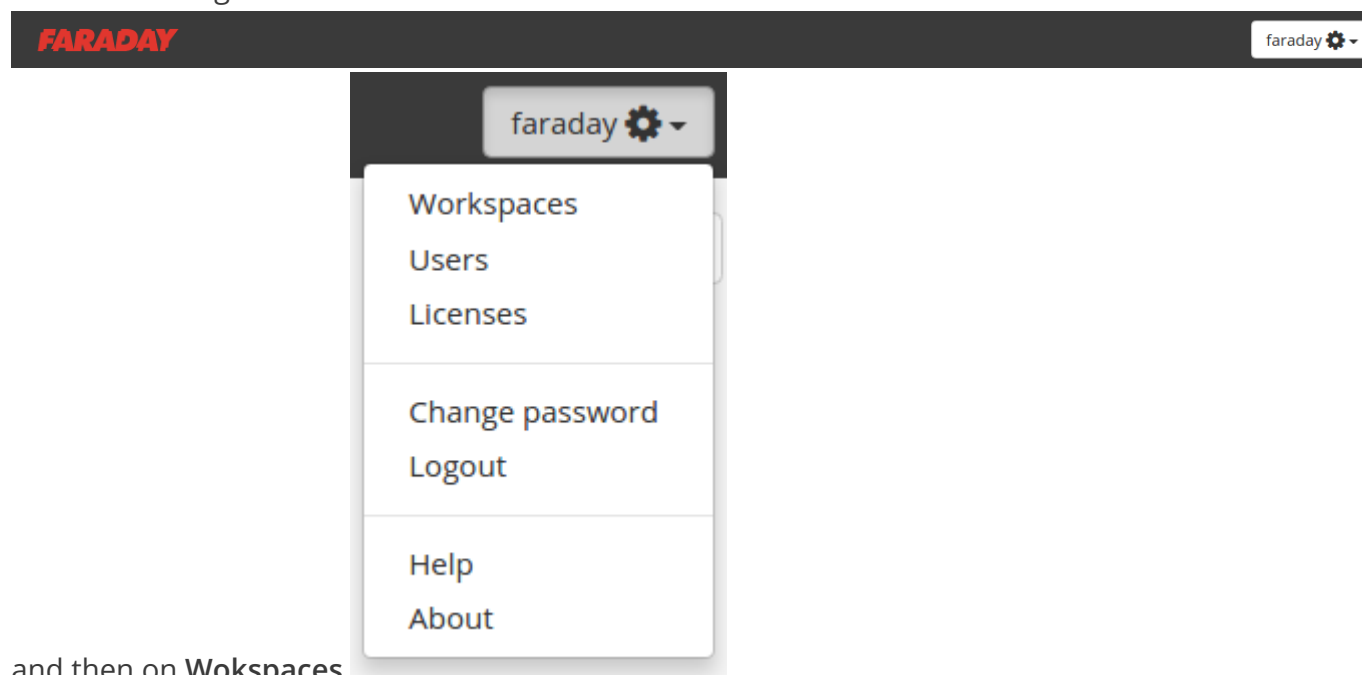 FARADAY
faraday
faraday
Workspaces
Users
Licenses
Change password
Logout
Help
About
and then on Wokspaces